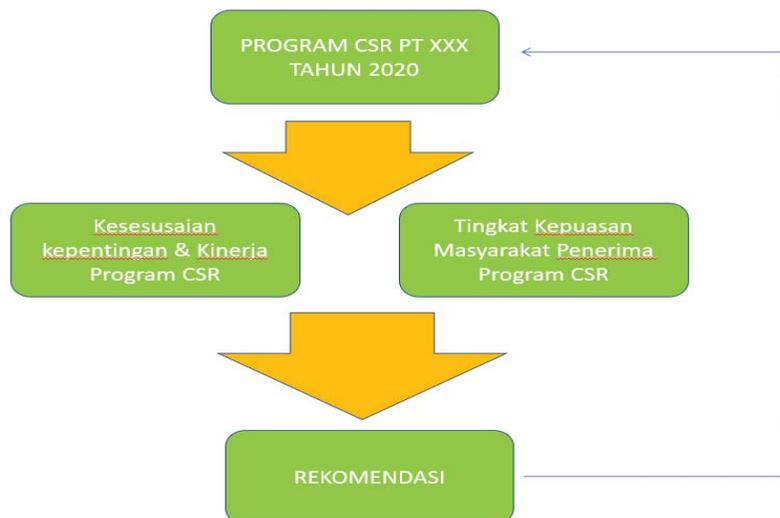 PROGRAM CSR PT XXX
TAHUN 2020
Kesesusaian
kepentingan & Kinerja
Program CSR
Tingkat Kepuasan
Masyarakat Penerima
Program CSR
REKOMENDASI